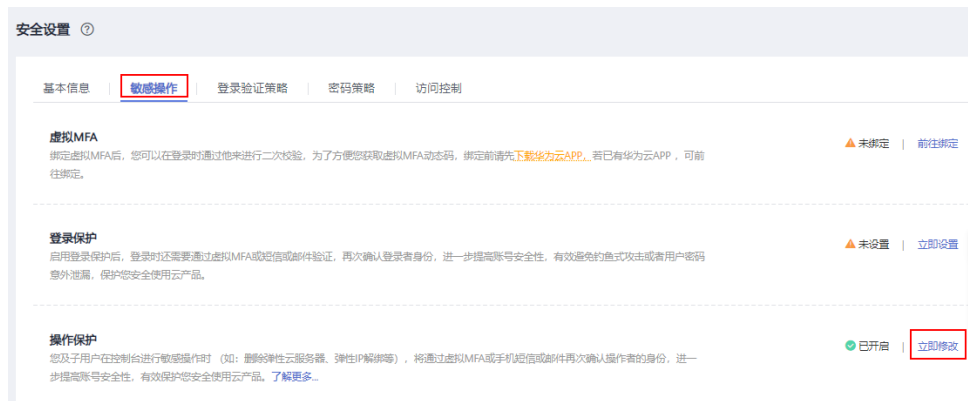 安全设置 ?
基本信息 | 敏感操作 | 登录验证策略 | 密码策略 | 访问控制
虚拟MFA
绑定虚拟MFA后，您可以在登录时通过他来进行二次校验，为了方便您获取虚拟MFA动态码，绑定前请先下载华为云APP，若已有华为云APP ，可前
往绑定。
未绑定 | 前往绑定
登录保护
启用登录保护后，登录时还需要通过虚拟MFA或短信或邮件验证，再次确认登录者身份，进一步提高账号安全性，有效避免钓鱼式攻击或者用户密码
意外泄漏，保护您安全使用云产品。
未设置 | 立即设置
操作保护
您及子用户在控制台进行敏感操作时 （如：删除弹性云服务器、弹性IP解绑等），将通过虚拟MFA或手机短信或邮件再次确认操作者的身份，进一
步提高账号安全性，有效保护您安全使用云产品。了解更多...
已开启 | 立即修改